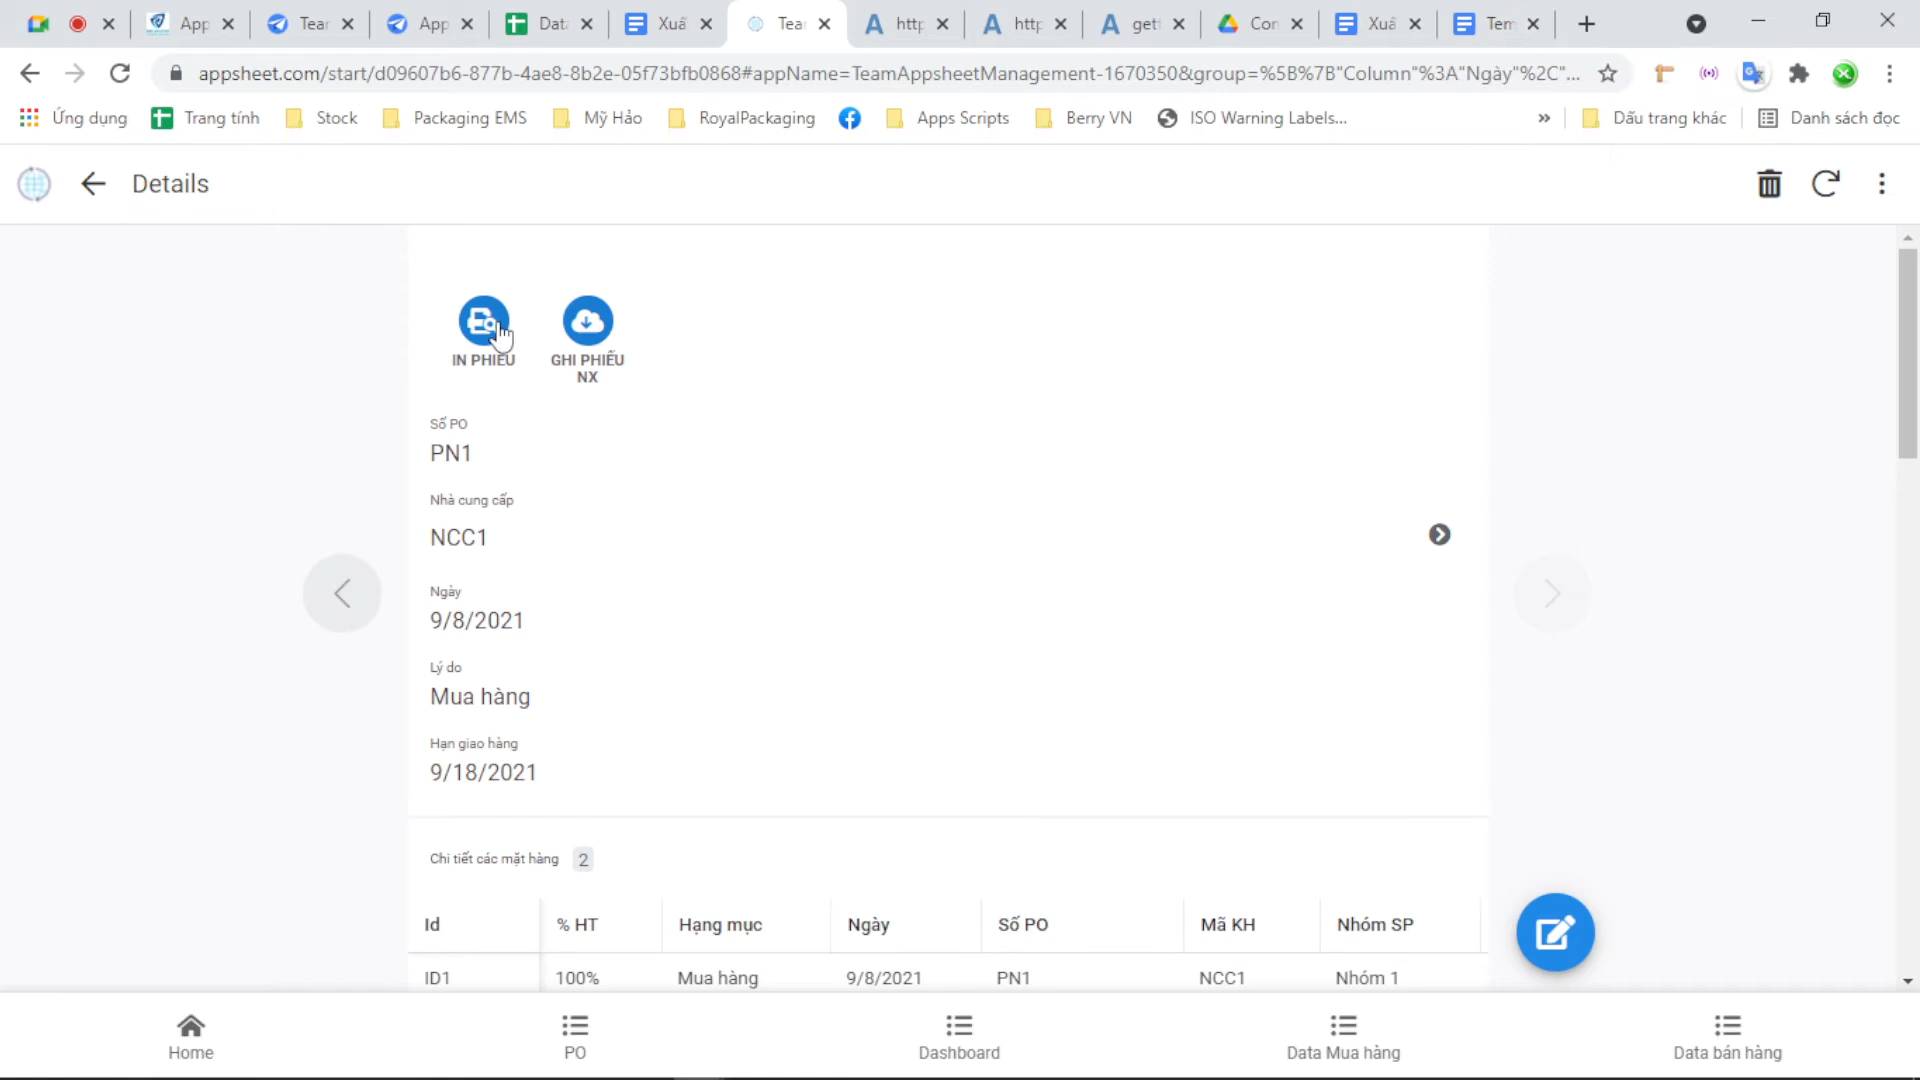 App
Tear
App
Data
Xuấ
Tear
http
http
get
Con
Xuấ
Tem
appsheet.com/start/d09607b6-877b-4ae8-8b2e-05f73bfb0868#appName=TeamAppsheetManagement-1670350&group=%5B%7B"Column"%3A"Ngày"%2C"...
Ứng dụng
Trang tính
Stock
Packaging EMS
Mỹ Hảo
RoyalPackaging
Apps Scripts
Berry VN
ISO Warning Labels...
»
Dấu trang khác
Danh sách đọc
Details
IN PHIẾU
GHI PHIẾU
NX
Số PO
PN1
Nhà cung cấp
NCC1
Ngày
9/8/2021
Lý do
Mua hàng
Hạn giao hàng
9/18/2021
Chi tiết các mặt hàng 2
Id % HT Hạng mục Ngày Số PO Mã KH Nhóm SP
ID1 100% Mua hàng 9/8/2021 PN1 NCC1 Nhóm 1
Home
PO
Dashboard
Data Mua hàng
Data bán hàng